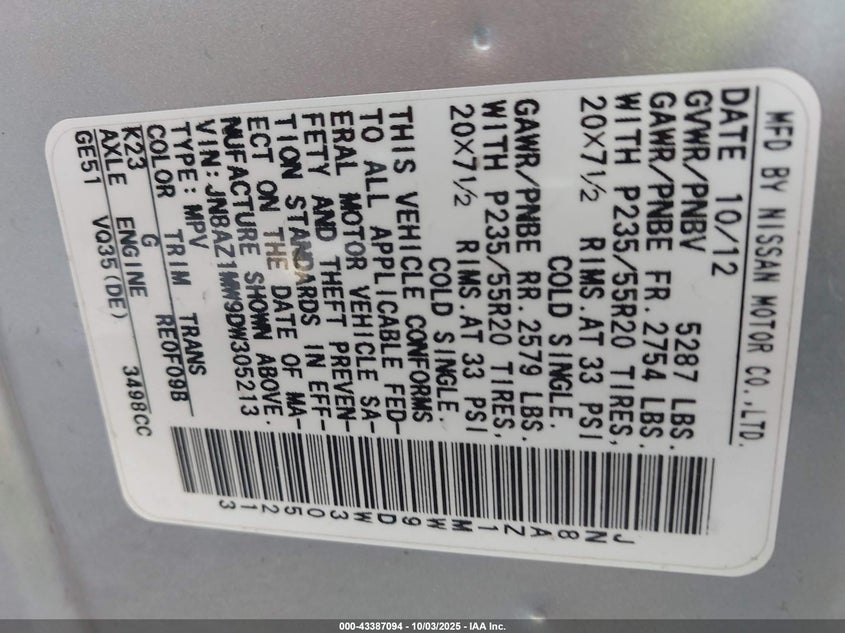 MFD BY NISSAN MOTOR CO.,LTD.
DATE 10/12
GVWR/PNBV 5287 LBS.
GAWR/PNBE FR. 2754 LBS.
WITH P235/55R20 TIRES,
20X7½ RIMS.AT 33 PSI
COLD SINGLE.
GAWR/PNBE RR. 2579 LBS.
WITH P235/55R20 TIRES,
20X7½ RIMS.AT 33 PSI
COLD SINGLE
THIS VEHICLE CONFORMS
TO ALL APPLICABLE FED-
ERAL MOTOR VEHICLE SA-
FETY AND THEFT PREVEN-
TION STANDARDS IN EFF-
ECT ON THE DATE OF MA-
NUFACTURE SHOWN ABOVE.
VIN: JN8AZ1MW9DW305213
TYPE: MPV
COLOR TRIM TRANS
K23 G RE0F09B
AXLE ENGINE
GE51 VQ35(DE) 3498CC
JN8AZ1MW9DW305213
000-43387094 - 10/03/2025 - IAA Inc.